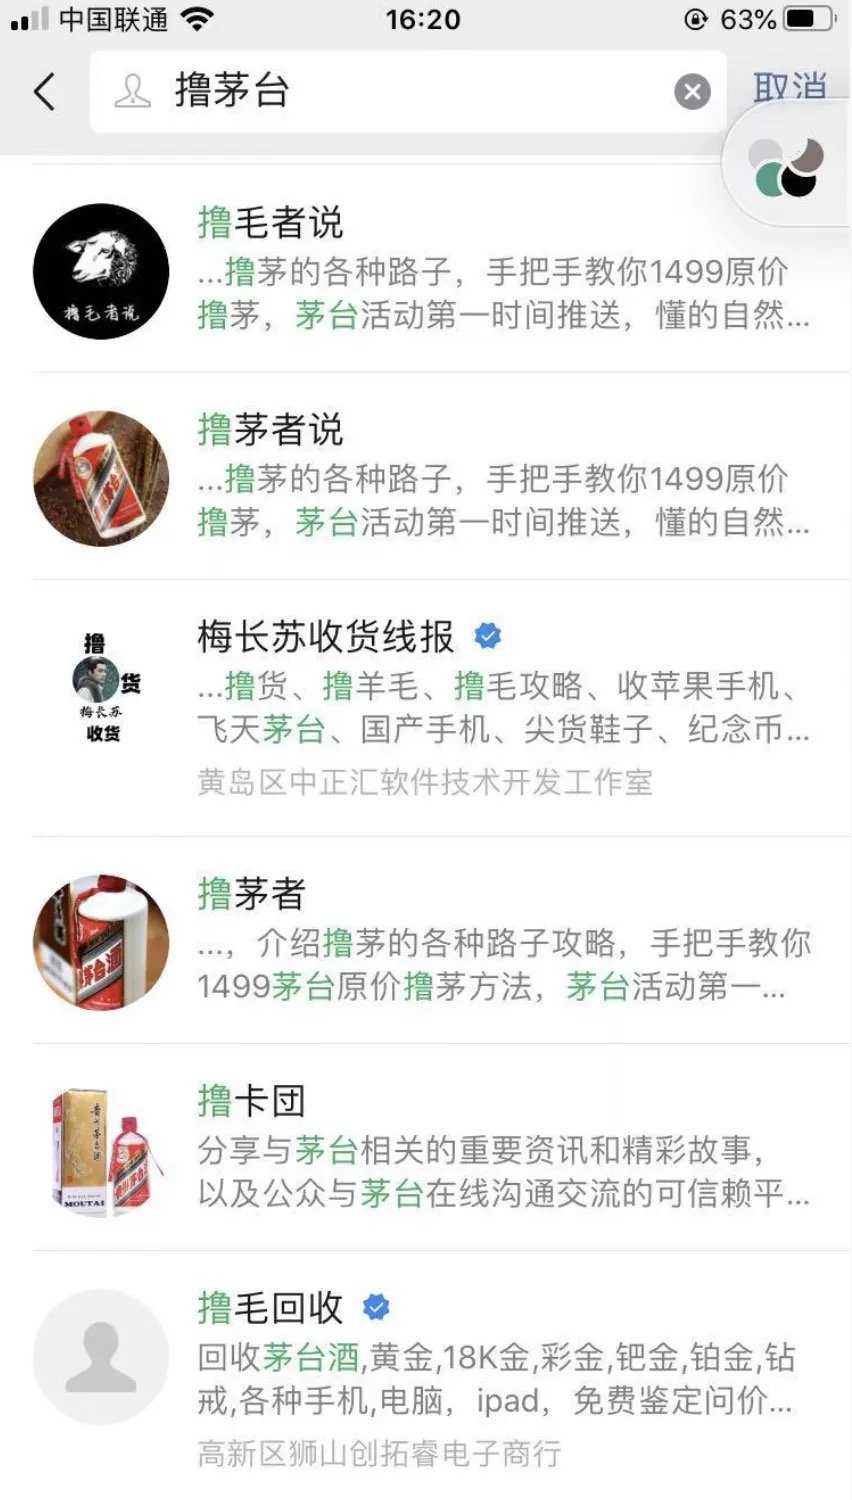 中国联通
16:20
63%
撸茅台
取消
撸毛者说
...撸茅的各种路子，手把手教你1499原价
撸茅，茅台活动第一时间推送，懂的自然...
撸毛者说
撸茅者说
...撸茅的各种路子，手把手教你1499原价
撸茅，茅台活动第一时间推送，懂的自然...
梅长苏收货线报
撸
货
梅长苏
收货
...撸货、撸羊毛、撸毛攻略、收苹果手机、
飞天茅台、国产手机、尖货鞋子、纪念币...
黄岛区中正汇软件技术开发工作室
撸茅者
...，介绍撸茅的各种路子攻略，手把手教你
1499茅台原价撸茅方法，茅台活动第一...
茅台酒
撸卡团
分享与茅台相关的重要资讯和精彩故事，
以及公众与茅台在线沟通交流的可信赖平...
贵州茅台酒
MOUTAI
撸毛回收
回收茅台酒,黄金,18K金,彩金,钯金,铂金,钻
戒,各种手机,电脑，ipad，免费鉴定问价...
高新区狮山创拓睿电子商行